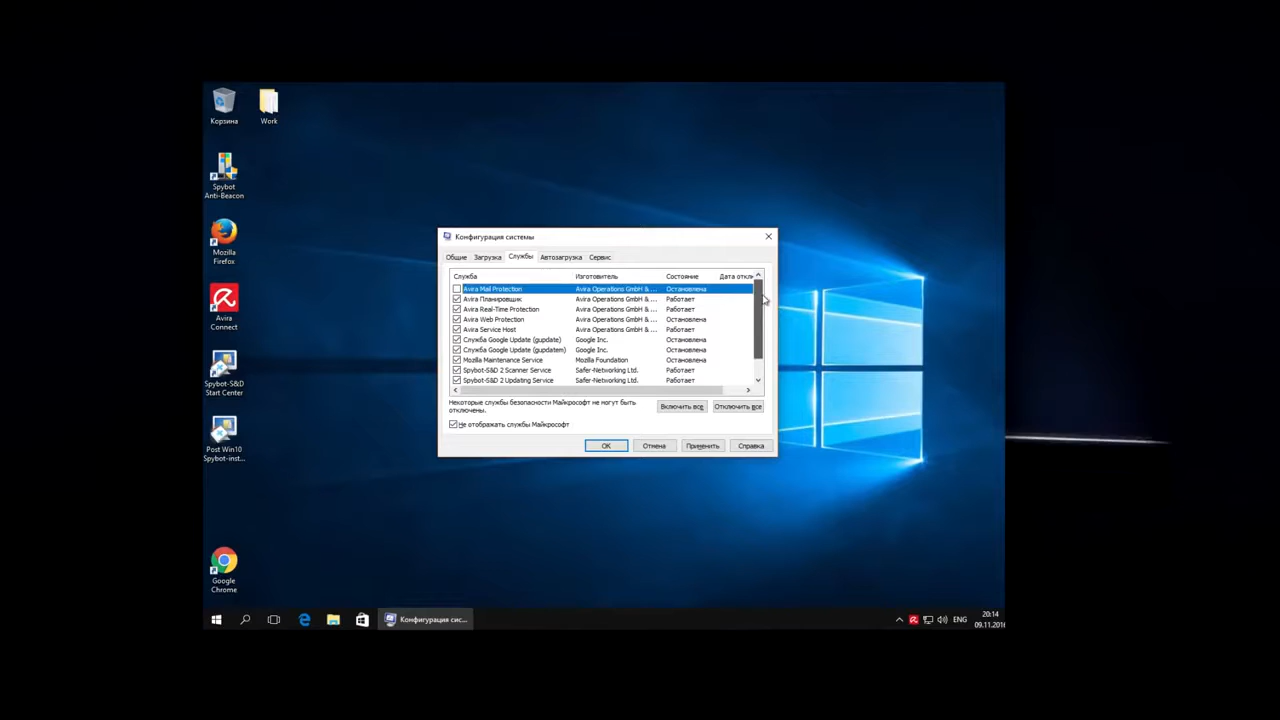 Корзина
Work
Spybot
Anti-Beacon
Mozilla
Firefox
Avira
Connect
Spybot-S&D
Start Center
Post Win10
Spybot-inst...
Google
Chrome
Конфигурация системы
Общие Загрузка Службы Автозагрузка Сервис
Служба Изготовитель Состояние Дата откл
Avira Mail Protection Avira Operations GmbH & ... Остановлена
Avira Планировщик Avira Operations GmbH & ... Работает
Avira Real-Time Protection Avira Operations GmbH & ... Работает
Avira Web Protection Avira Operations GmbH & ... Остановлена
Avira Service Host Avira Operations GmbH & ... Работает
Служба Google Update (gupdate) Google Inc. Остановлена
Служба Google Update (gupdatem) Google Inc. Остановлена
Mozilla Maintenance Service Mozilla Foundation Остановлена
Spybot-S&D 2 Scanner Service Safer-Networking Ltd. Работает
Spybot-S&D 2 Updating Service Safer-Networking Ltd. Работает
Некоторые службы безопасности Майкрософт не могут быть
отключены.
Включить все Отключить все
Не отображать службы Майкрософт
ОК Отмена Применить Справка
Конфигурация сис...
ENG
20:14
09.11.2016